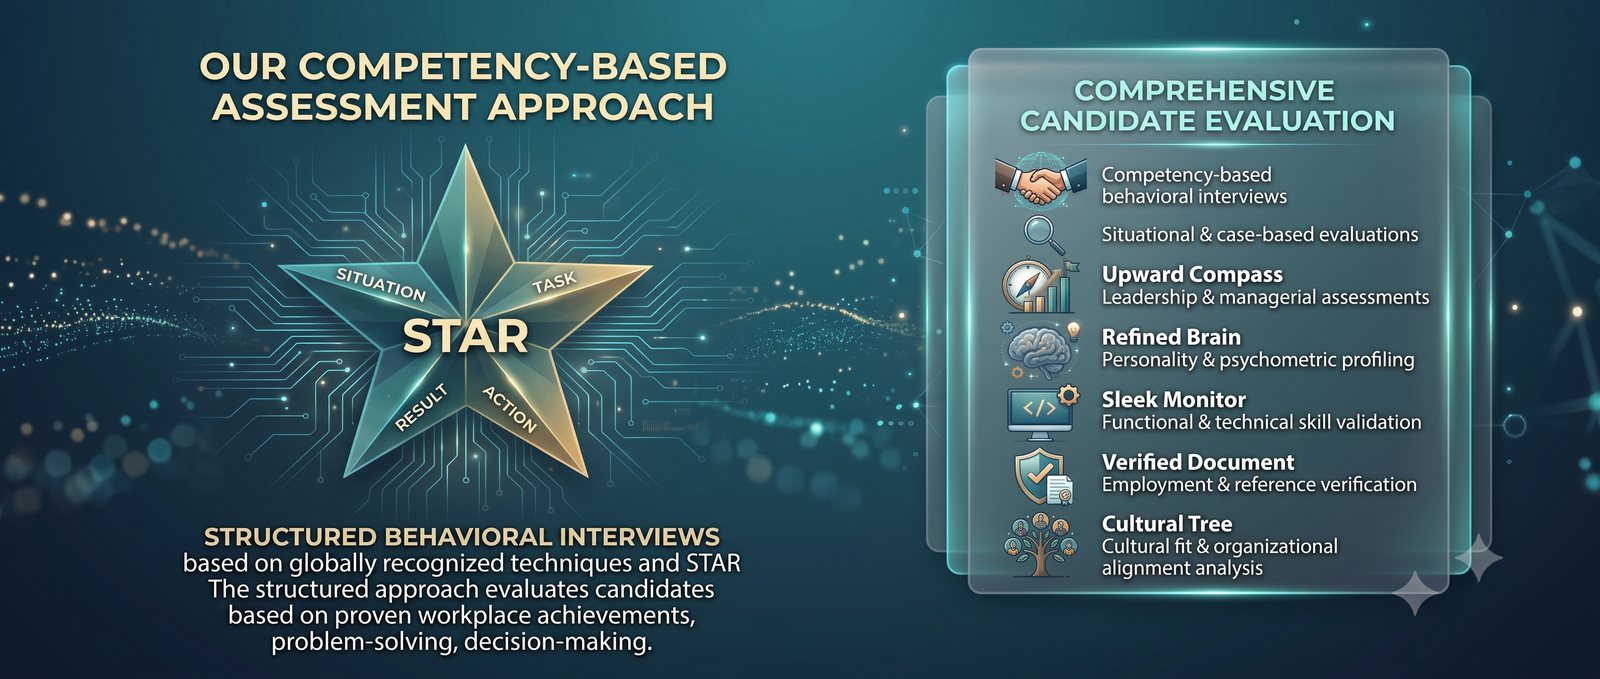 OUR COMPETENCY-BASED
ASSESSMENT APPROACH
SITUATION
TASK
STAR
RESULT
ACTION
STRUCTURED BEHAVIORAL INTERVIEWS
based on globally recognized techniques and STAR
The structured approach evaluates candidates
based on proven workplace achievements,
problem-solving, decision-making.
COMPREHENSIVE
CANDIDATE EVALUATION
Competency-based
behavioral interviews
Situational & case-based evaluations
Upward Compass
Leadership & managerial assessments
Refined Brain
Personality & psychometric profiling
</>
Sleek Monitor
Functional & technical skill validation
Verified Document
Employment & reference verification
Cultural Tree
Cultural fit & organizational
alignment analysis